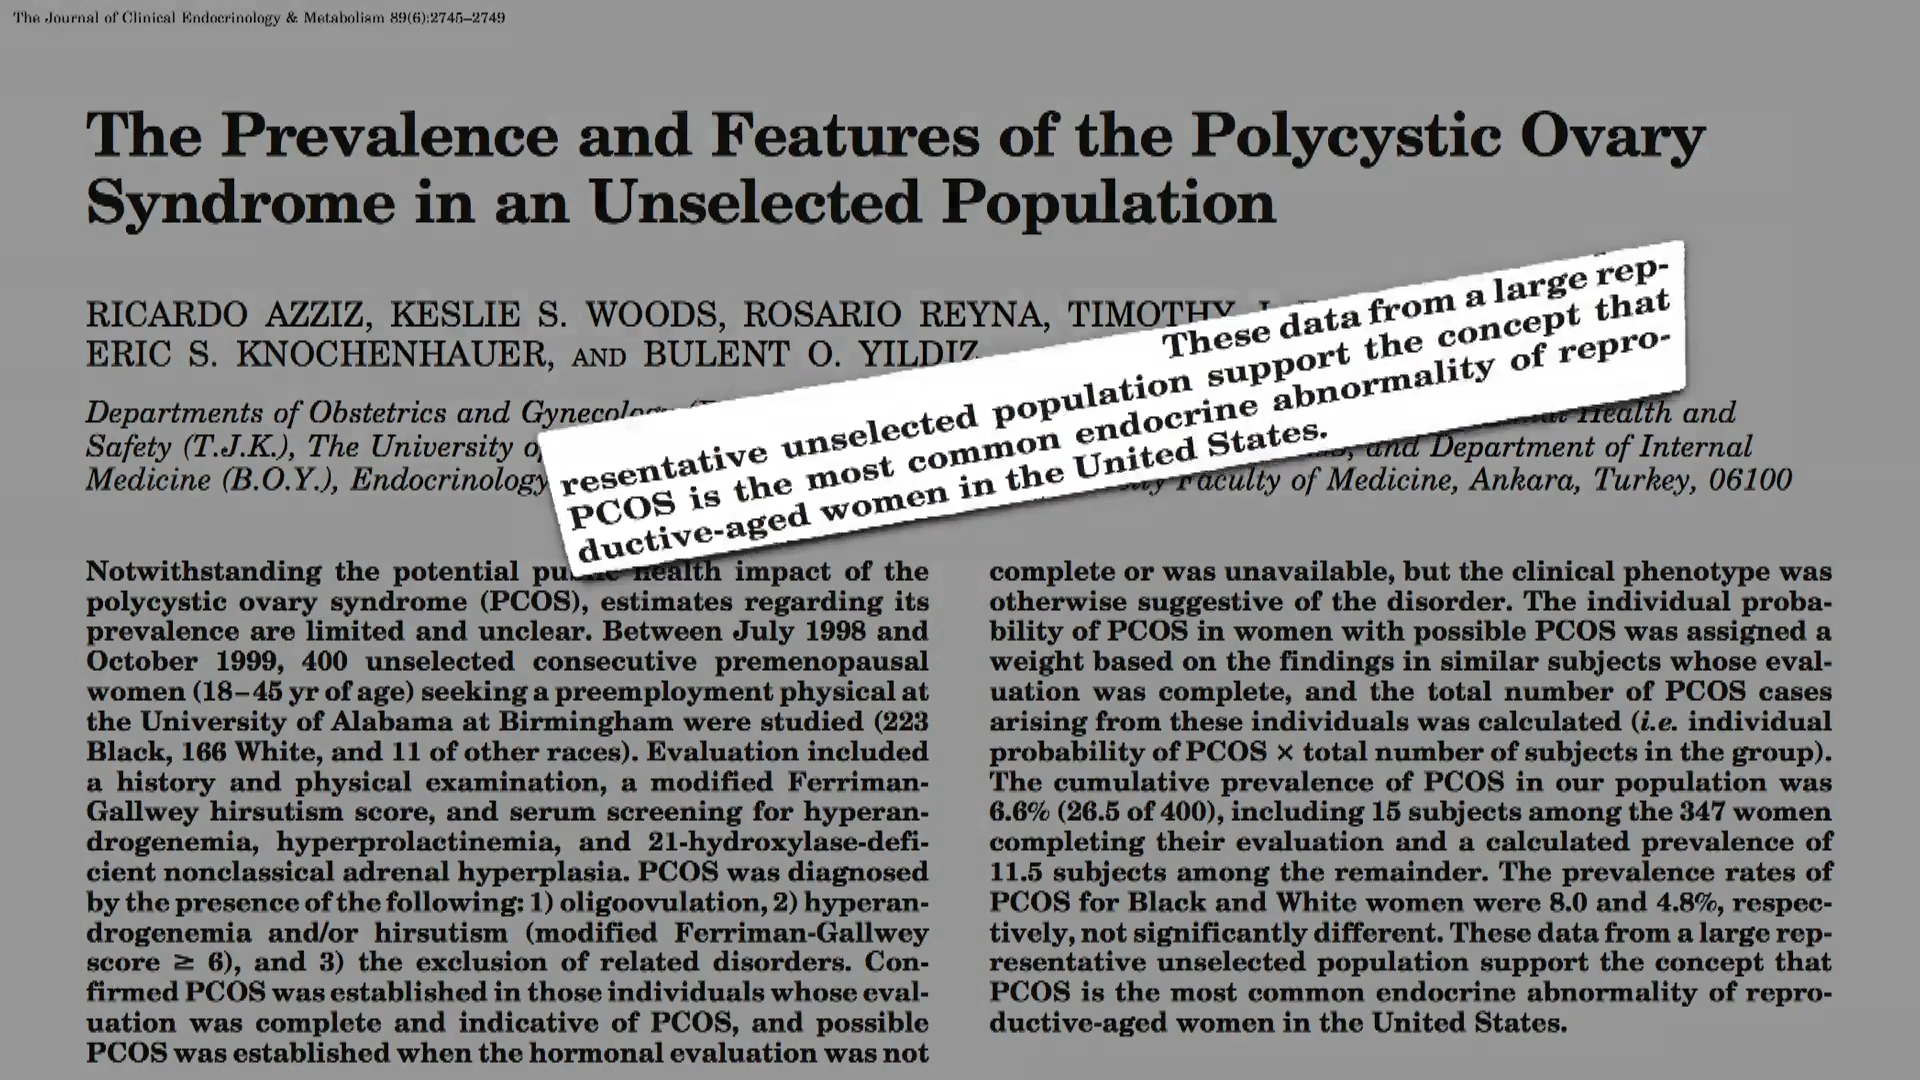 The Journal of Clinical Endocrinology & Metabolism 89(6):2745–2749
The Prevalence and Features of the Polycystic Ovary
Syndrome in an Unselected Population
RICARDO AZZIZ, KESLIE S. WOODS, ROSARIO REYNA, TIMOTHY
ERIC S. KNOCHENHAUER, AND BULENT O. YILDIZ
These data from a large rep-
resentative unselected population support the concept that
PCOS is the most common endocrine abnormality of repro-
ductive-aged women in the United States.
Departments of Obstetrics and Health and
Safety (T.J.K.), The University and Department of Internal
Medicine (B.O.Y.), Endocrinology Faculty of Medicine, Ankara, Turkey, 06100
Notwithstanding the potential health impact of the
polycystic ovary syndrome (PCOS), estimates regarding its
prevalence are limited and unclear. Between July 1998 and
October 1999, 400 unselected consecutive premenopausal
women (18–45 yr of age) seeking a preemployment physical at
the University of Alabama at Birmingham were studied (223
Black, 166 White, and 11 of other races). Evaluation included
a history and physical examination, a modified Ferriman-
Gallwey hirsutism score, and serum screening for hyperan-
drogenemia, hyperprolactinemia, and 21-hydroxylase-defi-
cient nonclassical adrenal hyperplasia. PCOS was diagnosed
by the presence of the following: 1) oligoovulation, 2) hyperan-
drogenemia and/or hirsutism (modified Ferriman-Gallwey
score ≥ 6), and 3) the exclusion of related disorders. Con-
firmed PCOS was established in those individuals whose eval-
uation was complete and indicative of PCOS, and possible
PCOS was established when the hormonal evaluation was not
complete or was unavailable, but the clinical phenotype was
otherwise suggestive of the disorder. The individual proba-
bility of PCOS in women with possible PCOS was assigned a
weight based on the findings in similar subjects whose eval-
uation was complete, and the total number of PCOS cases
arising from these individuals was calculated (i.e. individual
probability of PCOS × total number of subjects in the group).
The cumulative prevalence of PCOS in our population was
6.6% (26.5 of 400), including 15 subjects among the 347 women
completing their evaluation and a calculated prevalence of
11.5 subjects among the remainder. The prevalence rates of
PCOS for Black and White women were 8.0 and 4.8%, respec-
tively, not significantly different. These data from a large rep-
resentative unselected population support the concept that
PCOS is the most common endocrine abnormality of repro-
ductive-aged women in the United States.